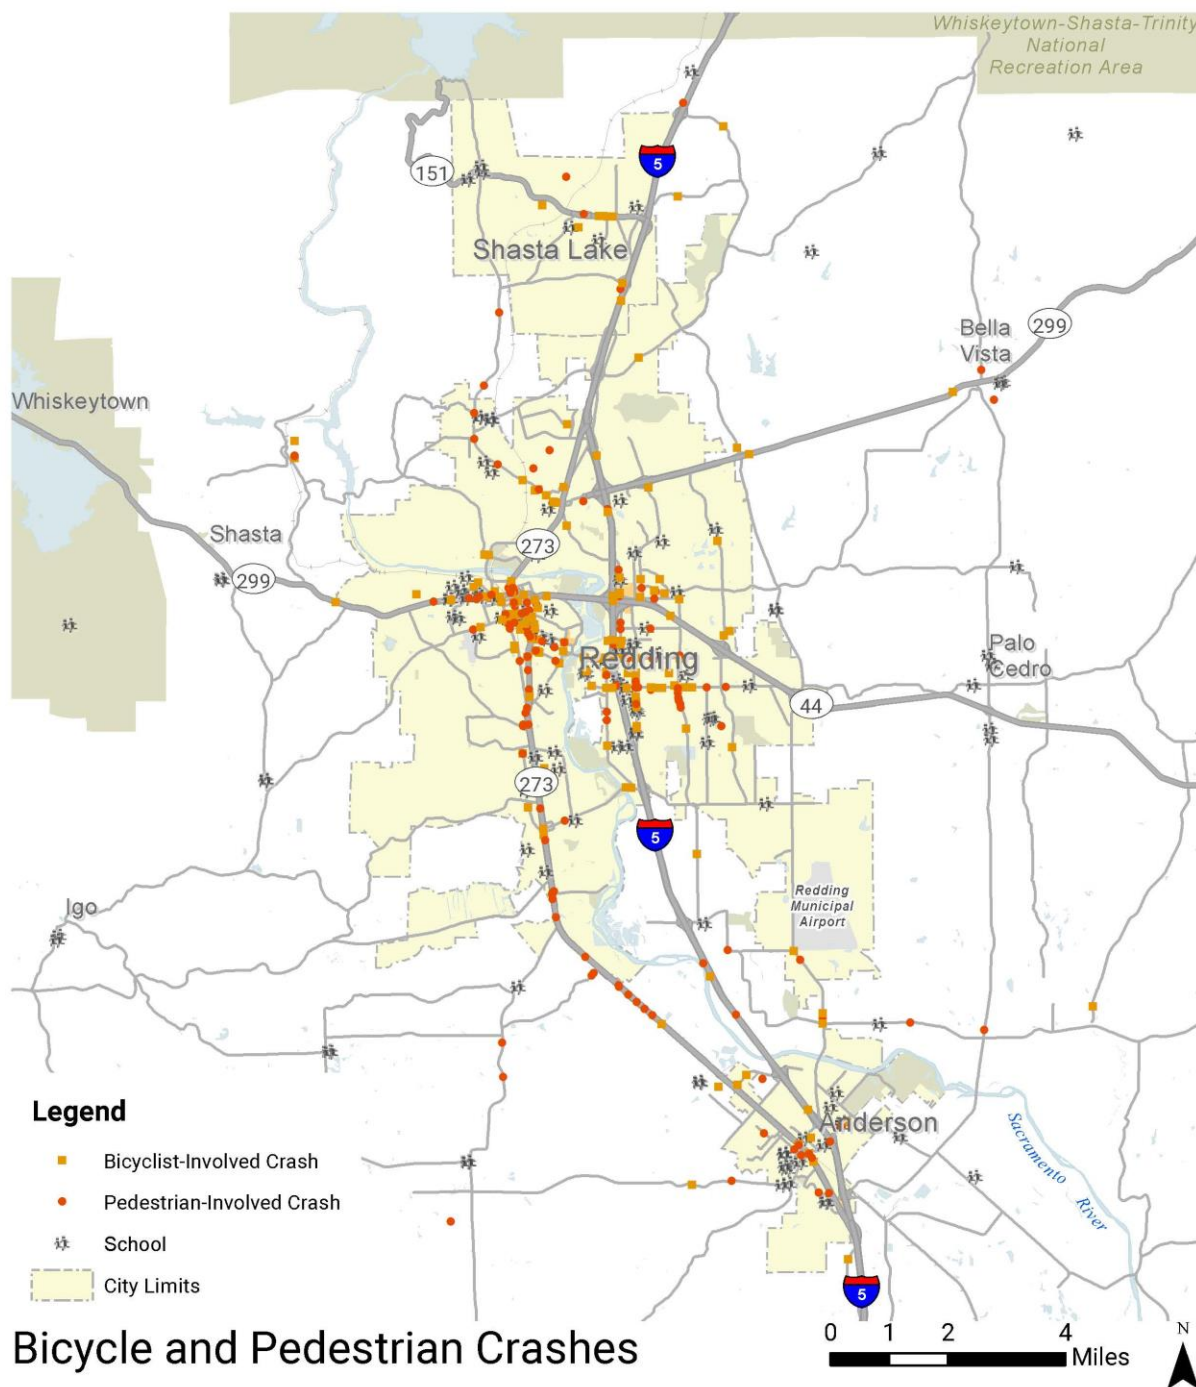 Whiskeytown-Shasta-Trinity
National
Recreation Area
5
151
Shasta Lake
Bella
Vista
299
Whiskeytown
Shasta
273
299
Redding
Palo
Cedro
44
273
5
Redding
Municipal
Airport
Igo
Anderson
Sacramento
River
Legend
Bicyclist-Involved Crash
Pedestrian-Involved Crash
School
City Limits
5
Bicycle and Pedestrian Crashes
0 1 2 4
Miles
N